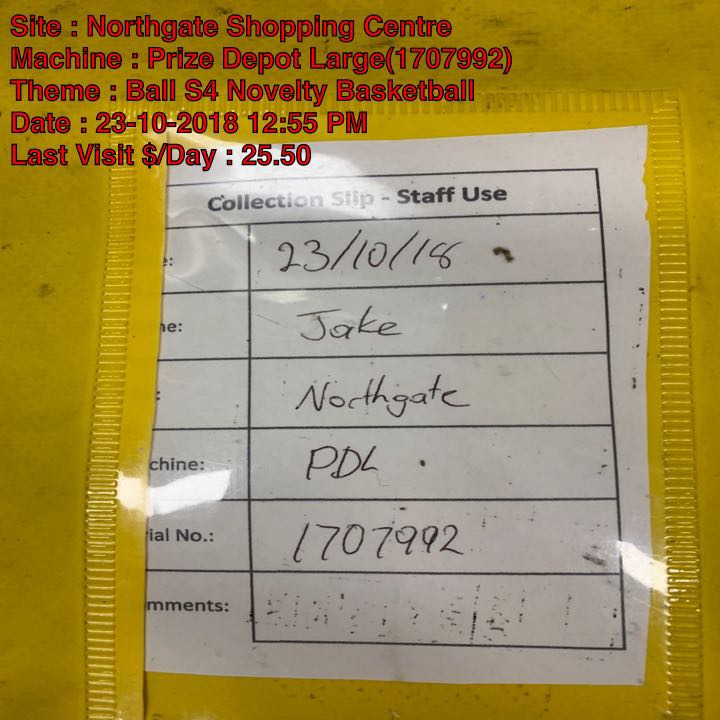 Site : Northgate Shopping Centre
Machine : Prize Depot Large(1707992)
Theme : Ball S4 Novelty Basketball
Date : 23-10-2018 12:55 PM
Last Visit $/Day : 25.50
Collection Slip - Staff Use
e: 23/10/18
ne: Jake
: Northgate
chine: PDL
ial No.: 1707992
mments: